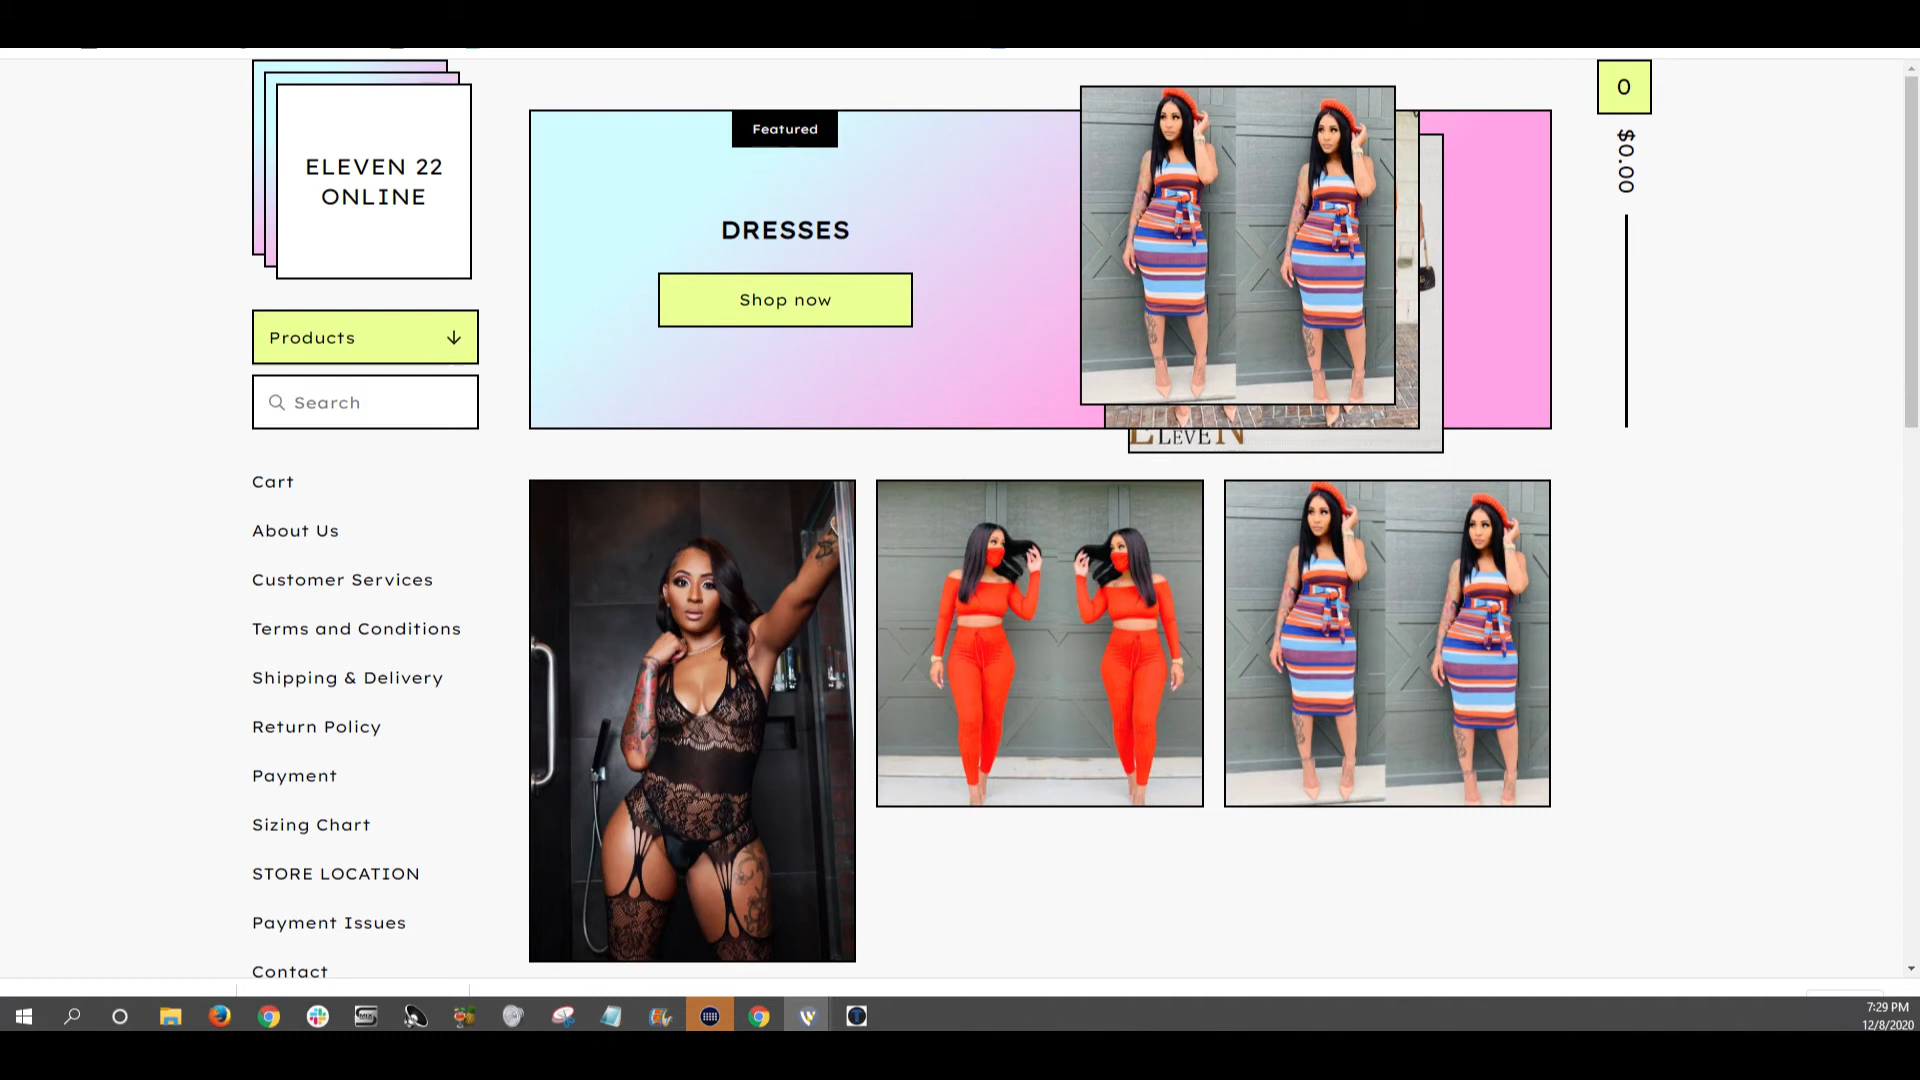 ELEVEN 22
ONLINE
Featured
DRESSES
Shop now
0
$0.00
Products
Search
ELEVEN
Cart
About Us
Customer Services
Terms and Conditions
Shipping & Delivery
Return Policy
Payment
Sizing Chart
STORE LOCATION
Payment Issues
Contact
7:29 PM
12/8/2020